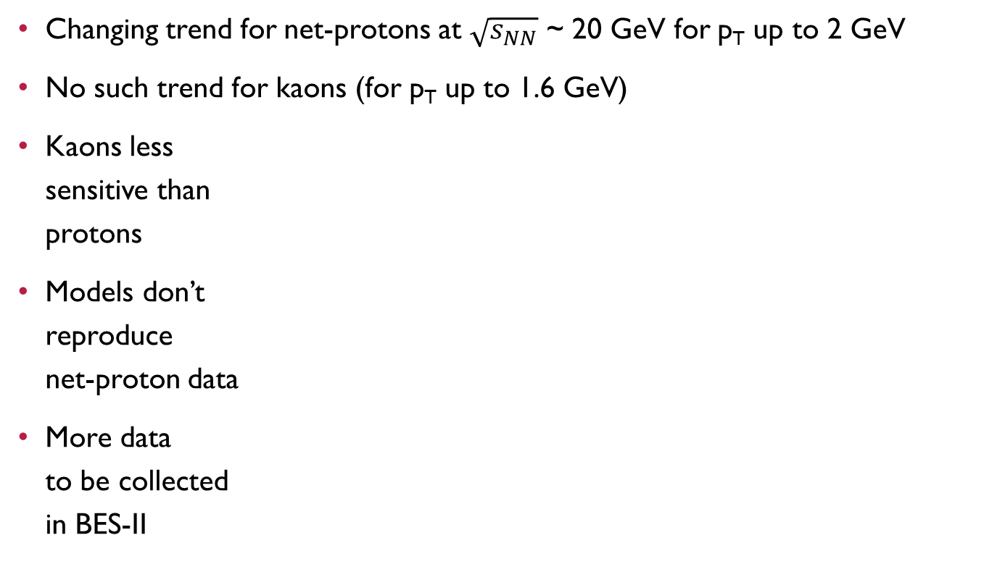 • Changing trend for net-protons at √s_NN ~ 20 GeV for p_T up to 2 GeV
• No such trend for kaons (for p_T up to 1.6 GeV)
• Kaons less
sensitive than
protons
• Models don’t
reproduce
net-proton data
• More data
to be collected
in BES-II